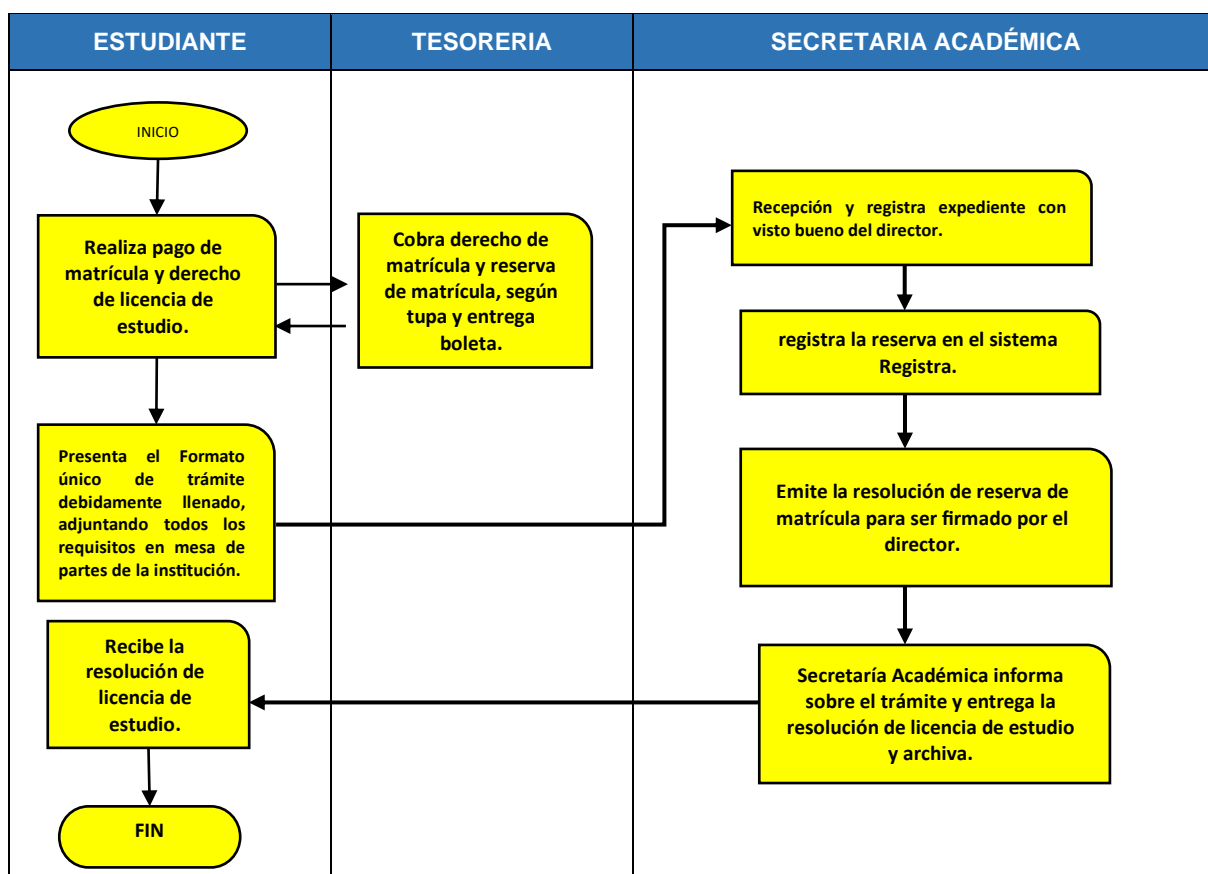 ESTUDIANTE
TESORERIA
SECRETARIA ACADÉMICA
INICIO
Realiza pago de
matrícula y derecho
de licencia de
estudio.
Cobra derecho de
matrícula y reserva
de matrícula, según
tupa y entrega
boleta.
Presenta el Formato
único de trámite
debidamente llenado,
adjuntando todos los
requisitos en mesa de
partes de la institución.
Recepción y registra expediente con
visto bueno del director.
registra la reserva en el sistema
Registra.
Emite la resolución de reserva de
matrícula para ser firmado por el
director.
Secretaría Académica informa
sobre el trámite y entrega la
resolución de licencia de estudio
y archiva.
Recibe la
resolución de
licencia de
estudio.
FIN